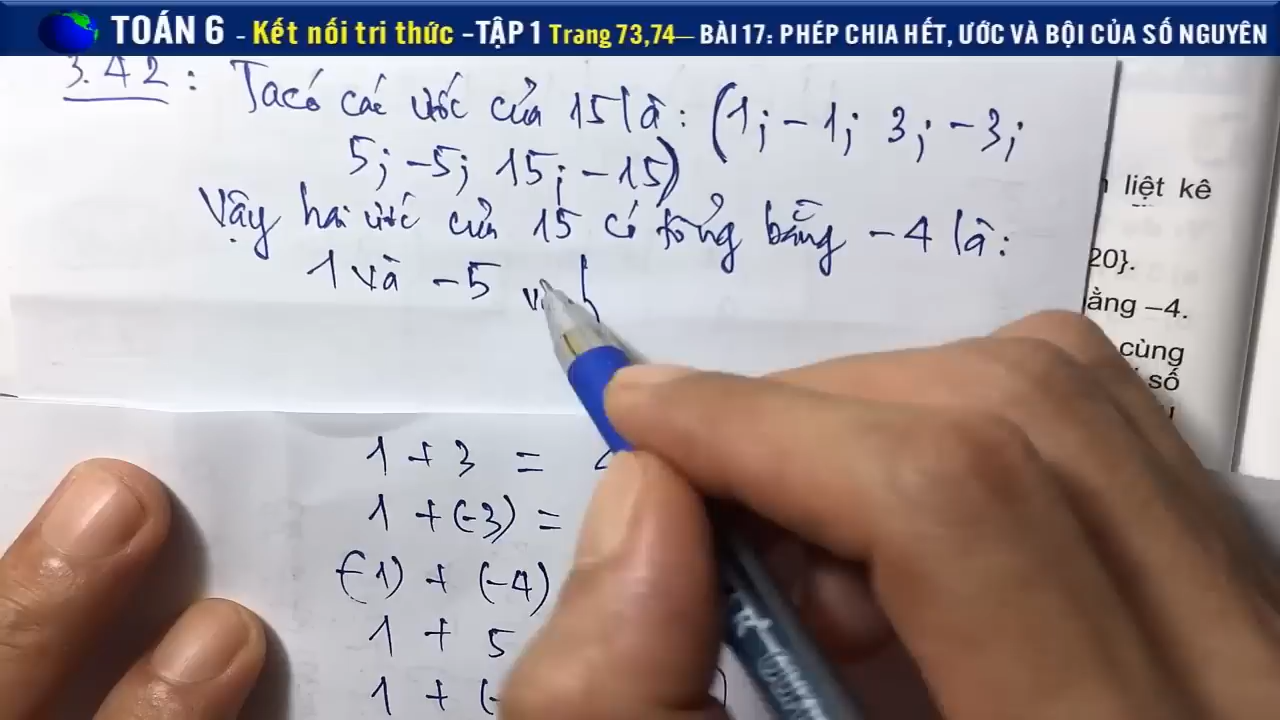 TOÁN 6 - Kết nối tri thức –TẬP 1 Trang 73,74– BÀI 17: PHÉP CHIA HẾT, ƯỚC VÀ BỘI CỦA SỐ NGUYÊN
3.42: Ta có các ước của 15 là: (1; -1; 3; -3;
5; -5; 15; -15)
Vậy hai ước của 15 có tổng bằng -4 là:
1 và -5
liệt kê
20}.
ằng –4.
cùng
số
1 + 3 =
1 + (-3) =
(-1) + (-4)
1 + 5
1 + (-